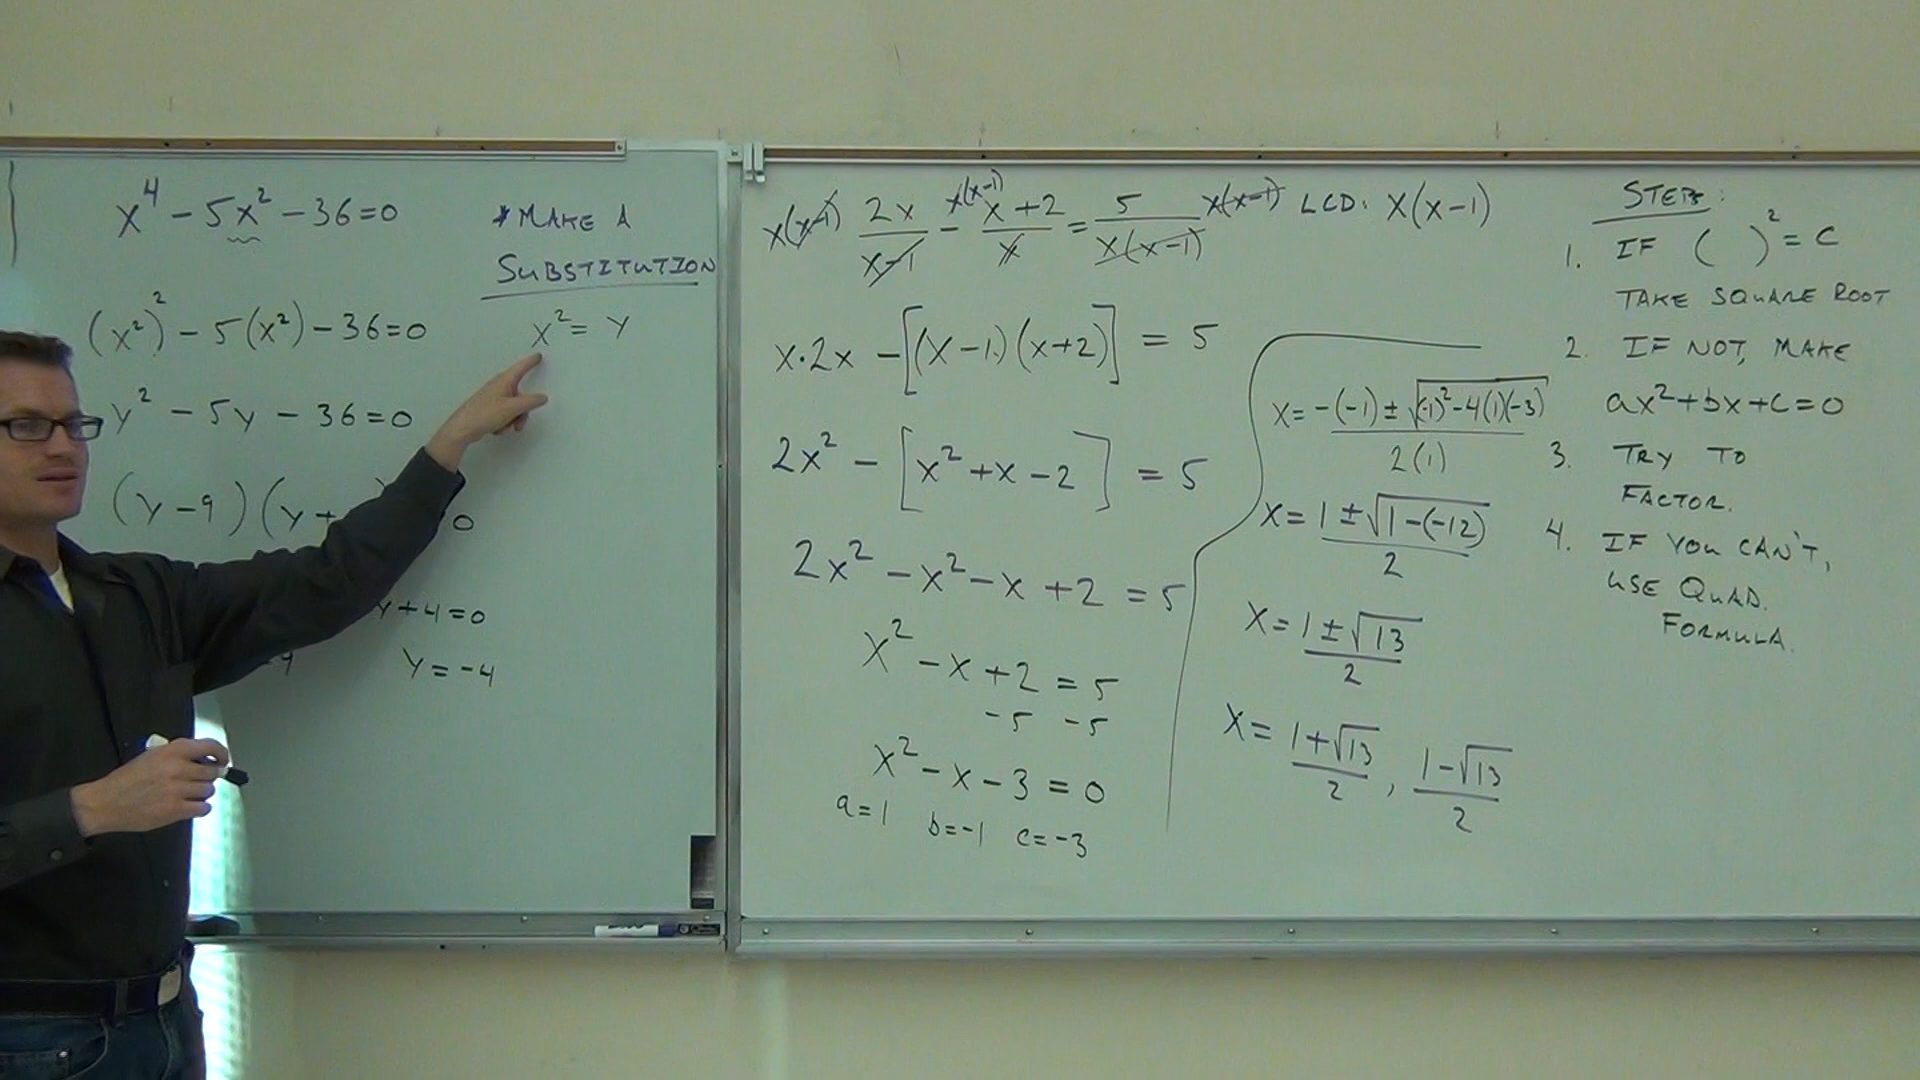 x⁴ - 5x² - 36 = 0
* MAKE A
SUBSTITUTION
(x²)² - 5(x²) - 36 = 0
x² = y
y² - 5y - 36 = 0
(y - 9)(y +
0
y + 4 = 0
y = -4
x(x-1) 2x/(x-1) - x(x-1) (x+2)/x = 5/(x(x-1)) x(x-1) LCD: x(x-1)
x·2x - [(x-1)(x+2)] = 5
2x² - [x² + x - 2] = 5
2x² - x² - x + 2 = 5
x² - x + 2 = 5
-5 -5
x² - x - 3 = 0
a = 1 b = -1 c = -3
x = (-(-1) ± √((-1)² - 4(1)(-3)))/(2(1))
x = (1 ± √(1 - (-12)))/2
x = (1 ± √13)/2
x = (1 + √13)/2 , (1 - √13)/2
STEPS:
1. IF ( )² = C
TAKE SQUARE ROOT
2. IF NOT, MAKE
ax² + bx + c = 0
3. TRY TO
FACTOR.
4. IF YOU CAN'T,
USE QUAD.
FORMULA.